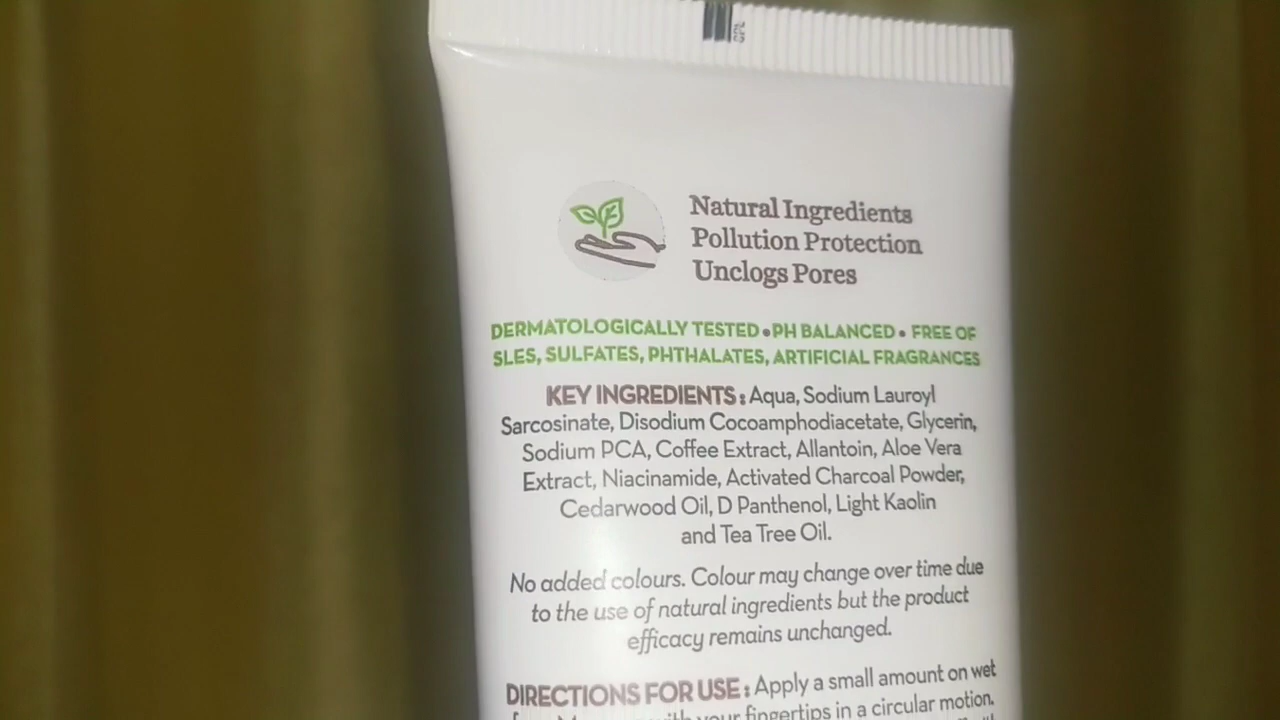 Natural Ingredients
Pollution Protection
Unclogs Pores
DERMATOLOGICALLY TESTED • PH BALANCED • FREE OF
SLES, SULFATES, PHTHALATES, ARTIFICIAL FRAGRANCES
KEY INGREDIENTS : Aqua, Sodium Lauroyl
Sarcosinate, Disodium Cocoamphodiacetate, Glycerin,
Sodium PCA, Coffee Extract, Allantoin, Aloe Vera
Extract, Niacinamide, Activated Charcoal Powder,
Cedarwood Oil, D Panthenol, Light Kaolin
and Tea Tree Oil.
No added colours. Colour may change over time due
to the use of natural ingredients but the product
efficacy remains unchanged.
DIRECTIONS FOR USE : Apply a small amount on wet
with your fingertips in a circular motion.